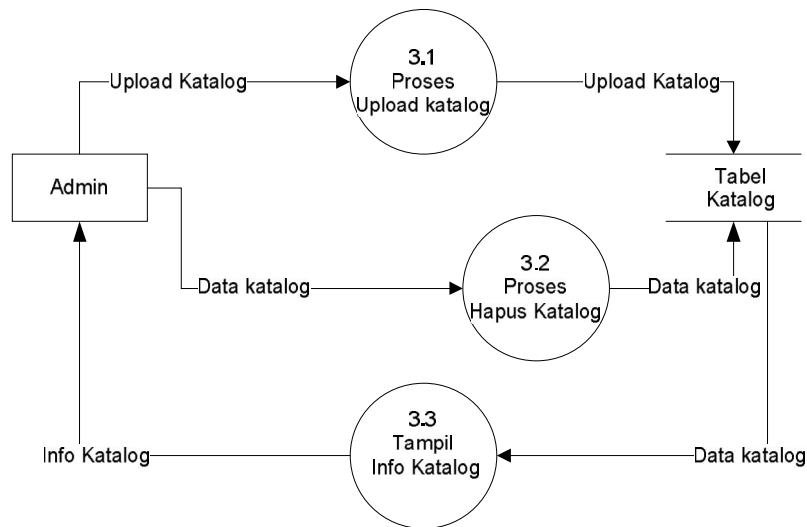 3.1
Proses
Upload katalog
Upload Katalog
Upload Katalog
Admin
Tabel
Katalog
3.2
Proses
Hapus Katalog
Data katalog
Data katalog
3.3
Tampil
Info Katalog
Info Katalog
Data katalog